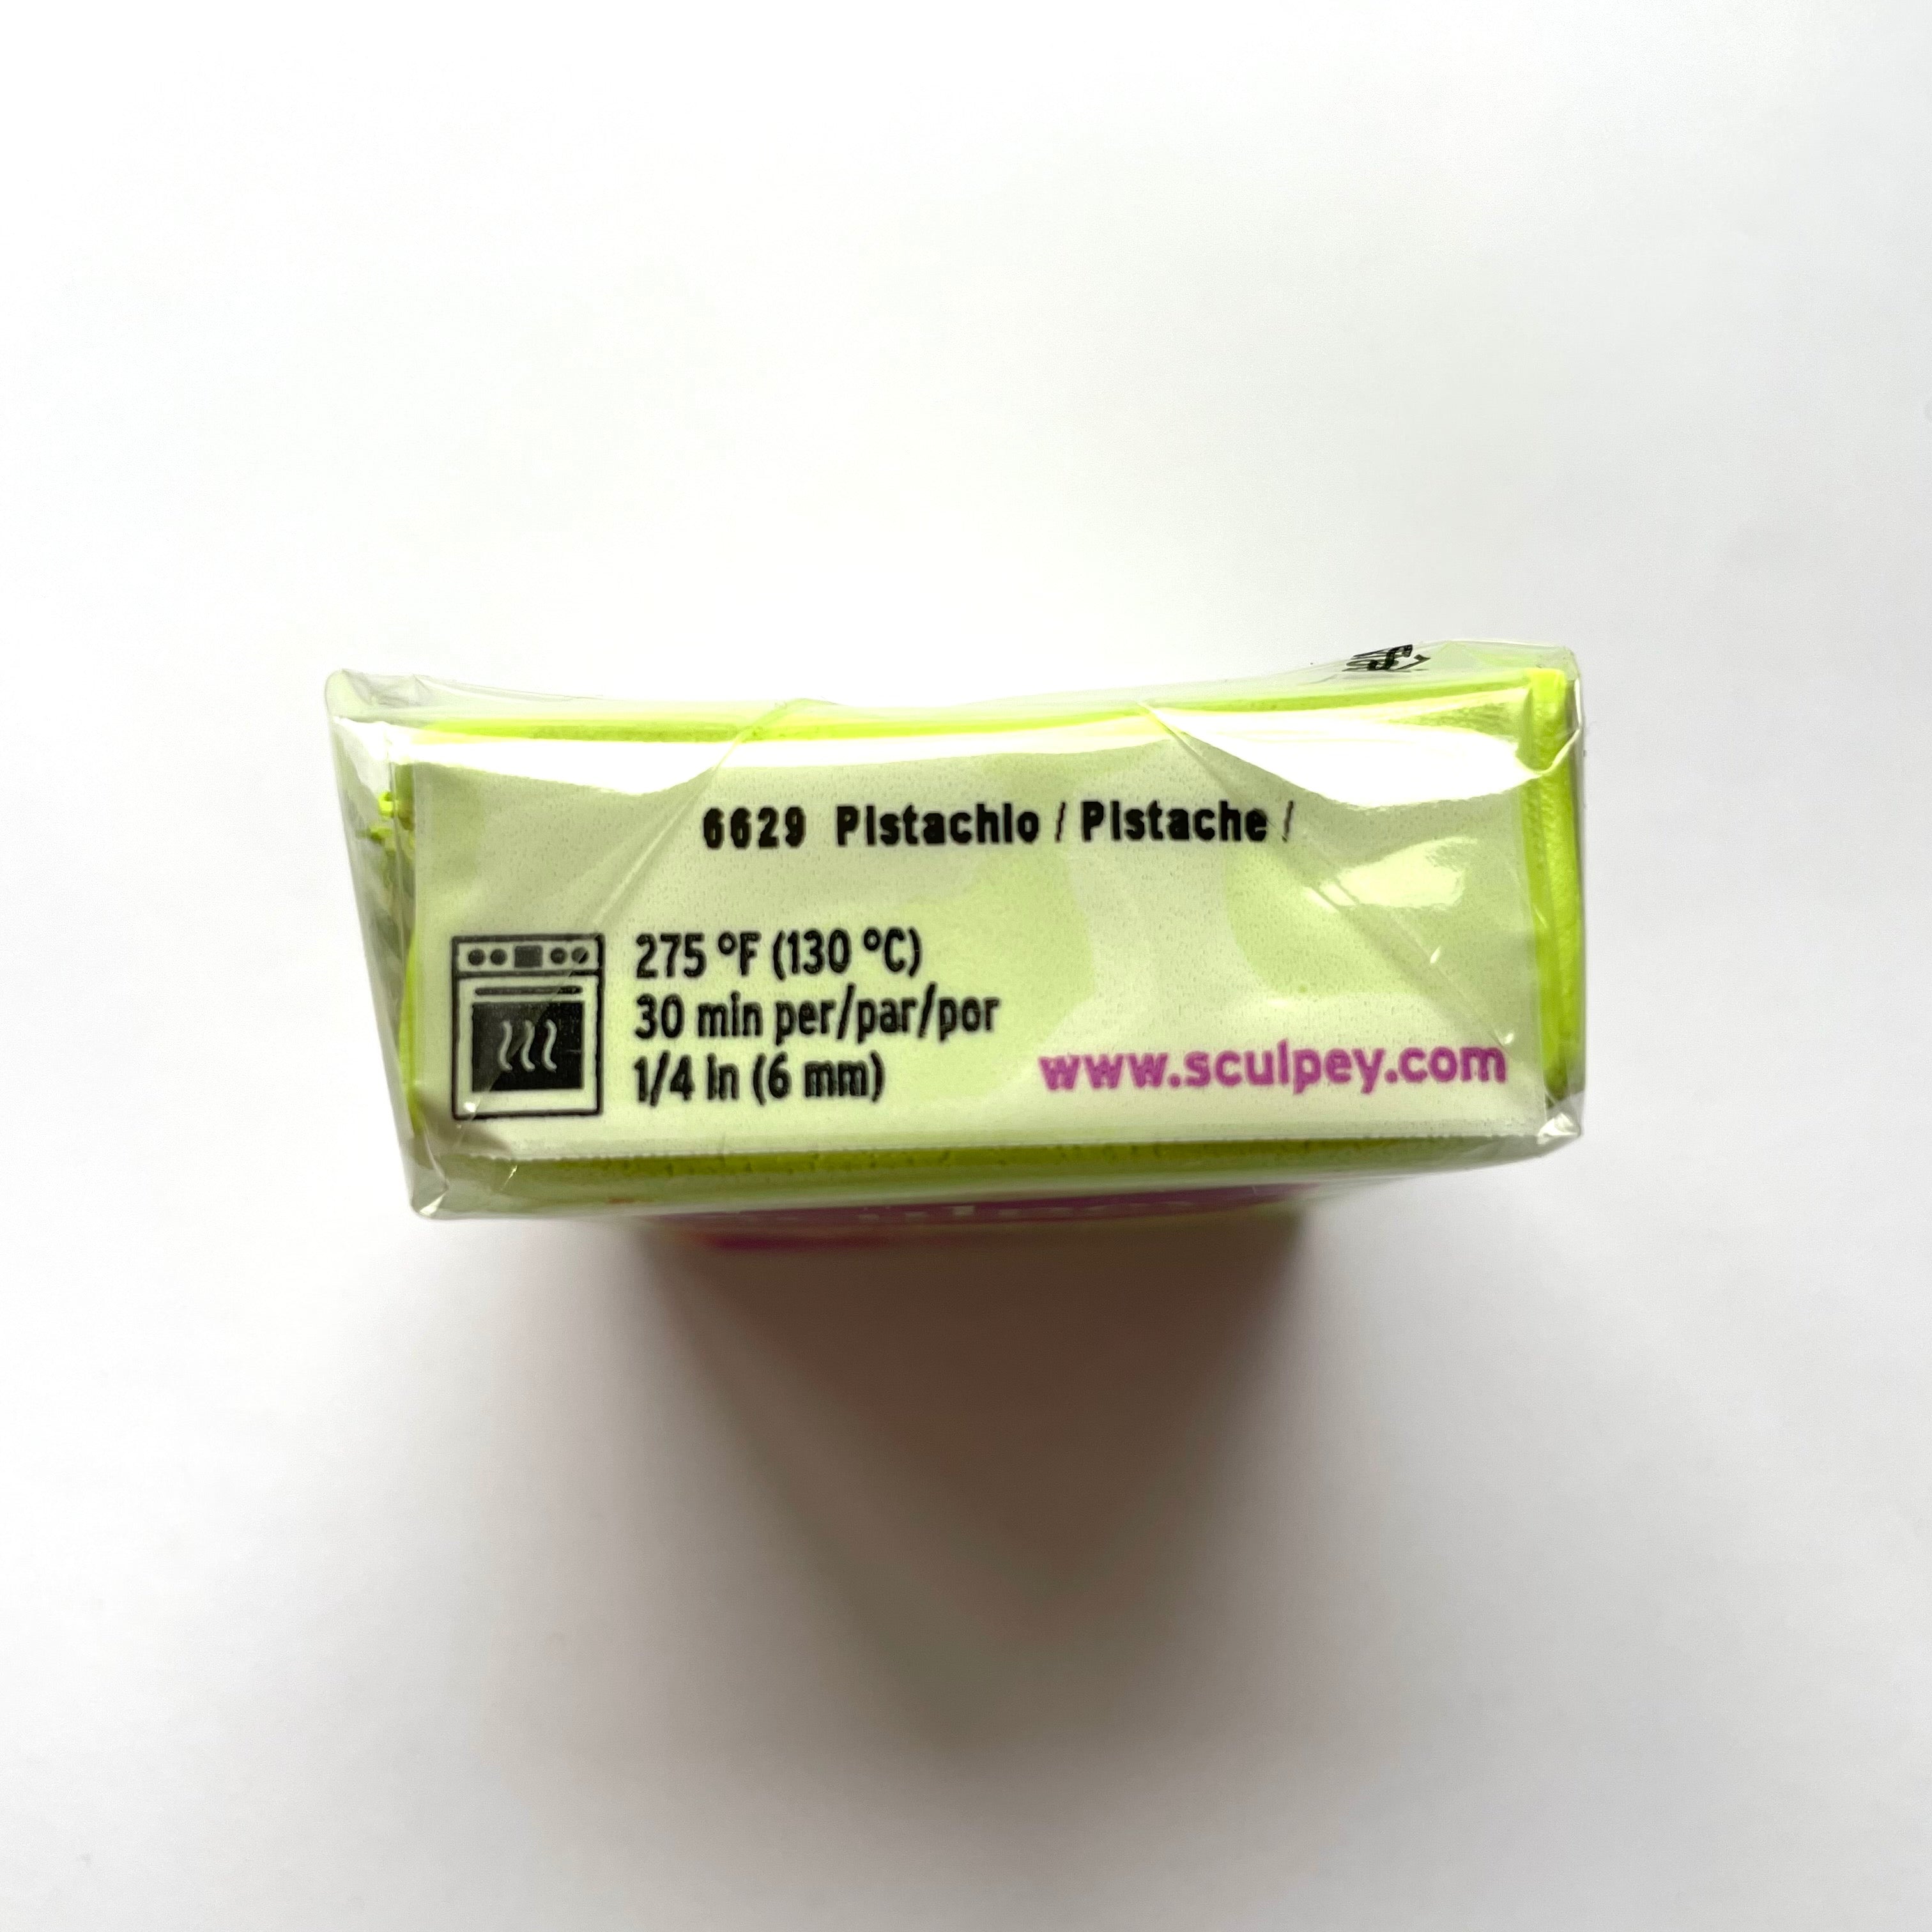 6629 Pistachio / Pistache /
275 °F (130 °C)
30 min per/par/por
1/4 in (6 mm)
www.sculpey.com